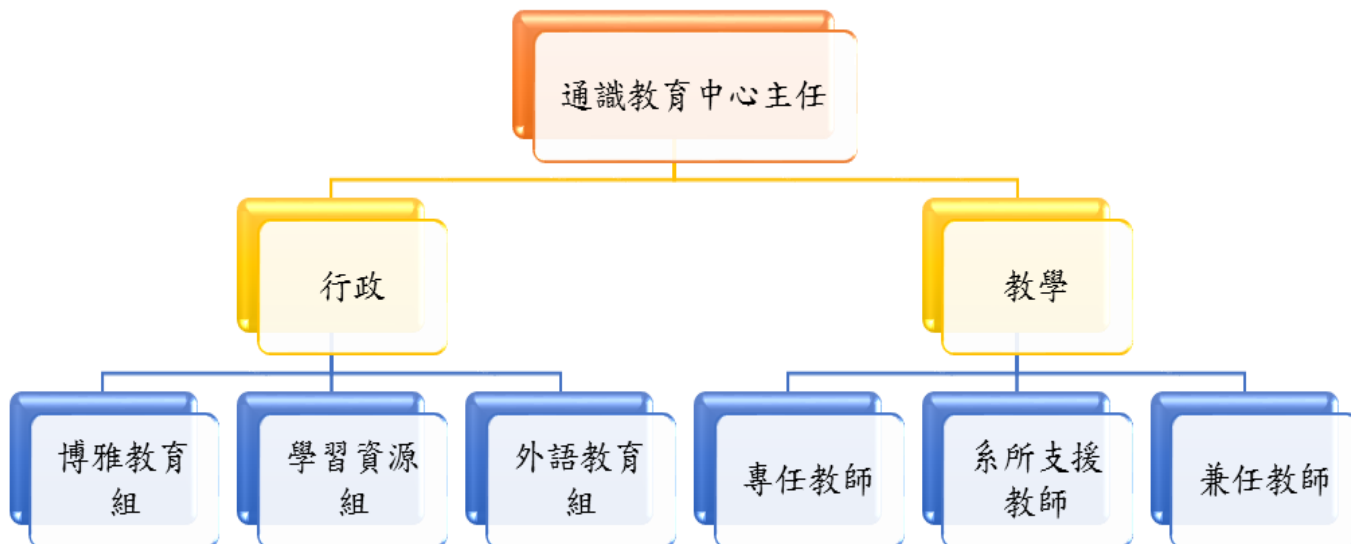 通識教育中心主任
行政
教學
博雅教育
組
學習資源
組
外語教育
組
專任教師
系所支援
教師
兼任教師